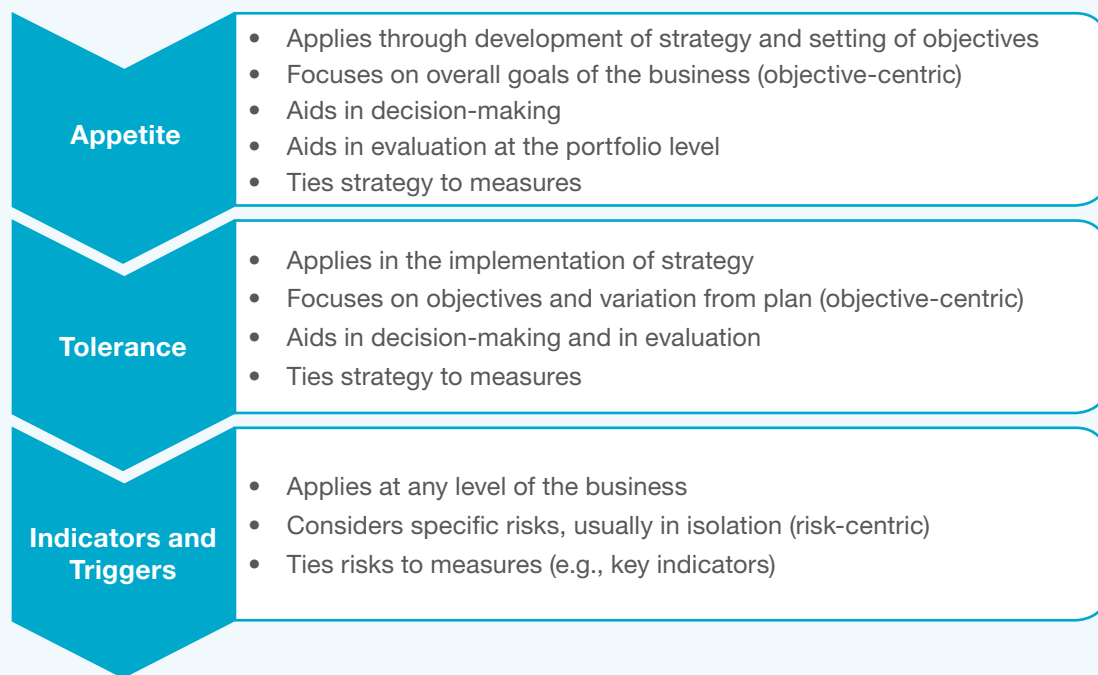 Appetite
• Applies through development of strategy and setting of objectives
• Focuses on overall goals of the business (objective-centric)
• Aids in decision-making
• Aids in evaluation at the portfolio level
• Ties strategy to measures
Tolerance
• Applies in the implementation of strategy
• Focuses on objectives and variation from plan (objective-centric)
• Aids in decision-making and in evaluation
• Ties strategy to measures
Indicators and
Triggers
• Applies at any level of the business
• Considers specific risks, usually in isolation (risk-centric)
• Ties risks to measures (e.g., key indicators)